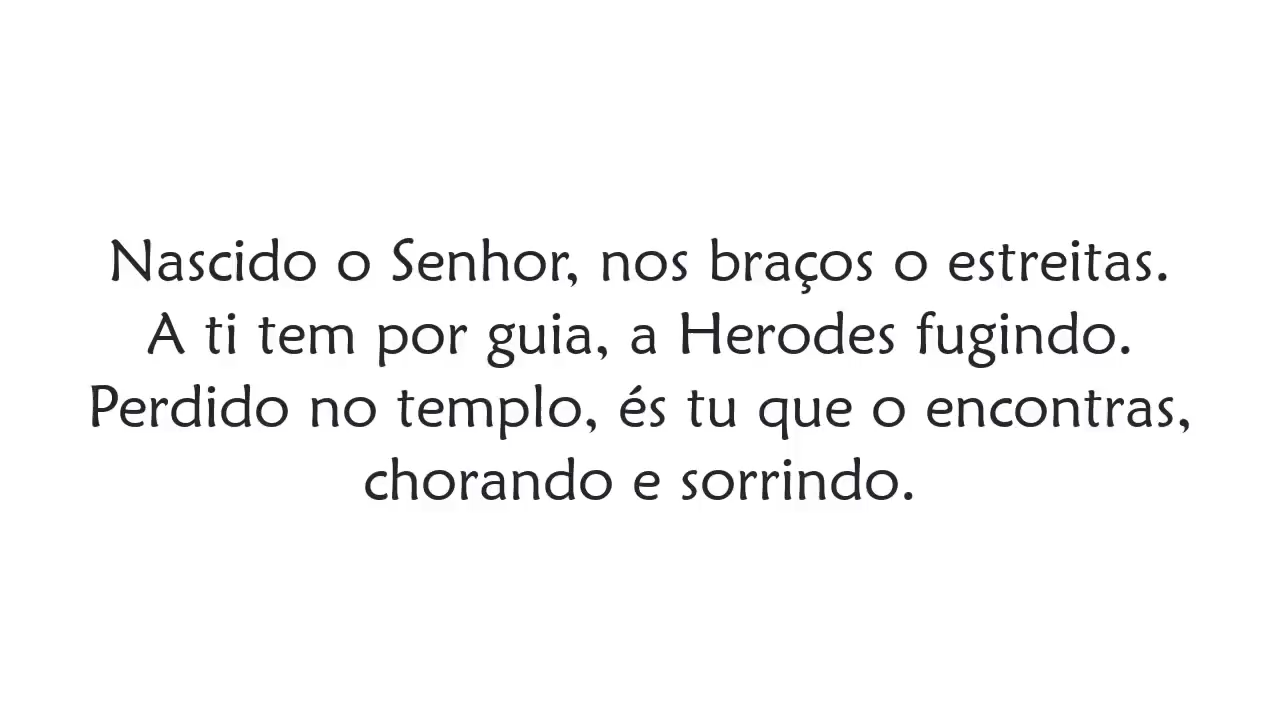 Nascido o Senhor, nos braços o estreitas.
A ti tem por guia, a Herodes fugindo.
Perdido no templo, és tu que o encontras,
chorando e sorrindo.